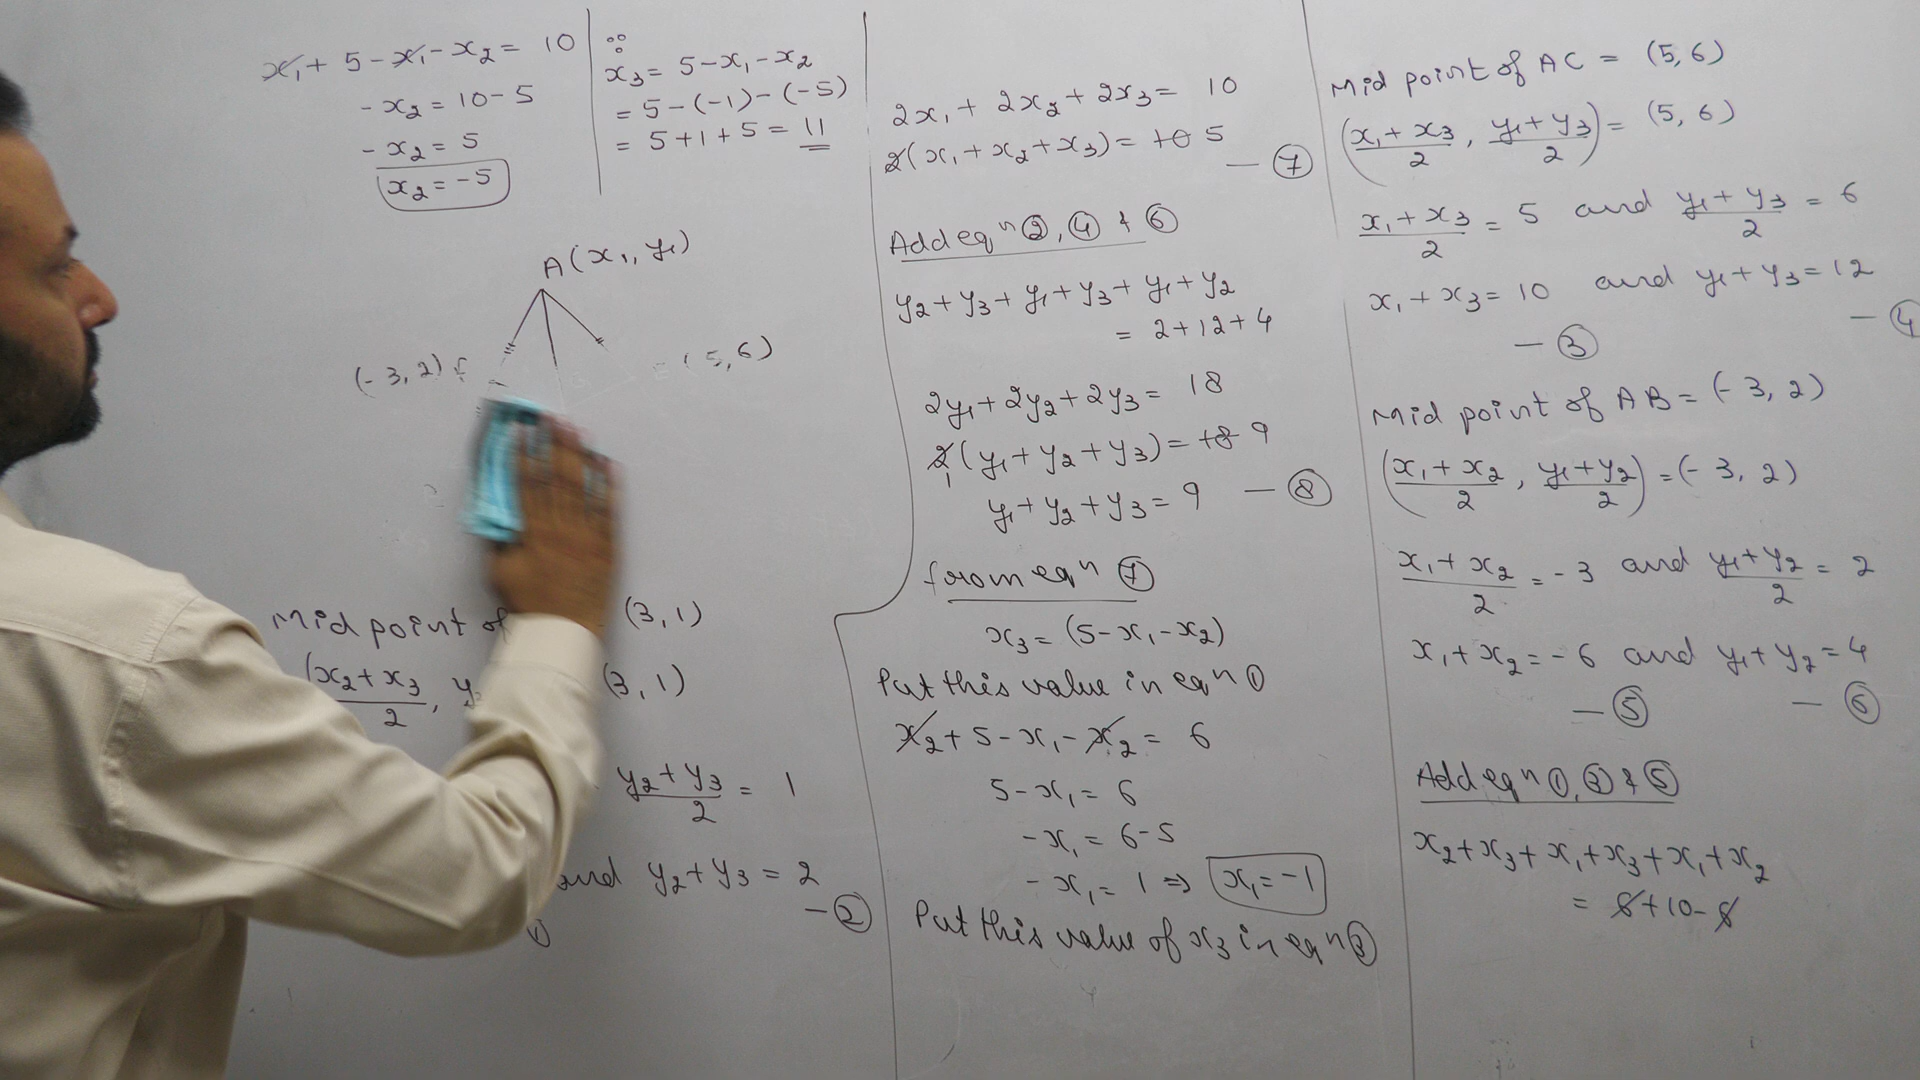 x₁ + 5 - x₁ - x₂ = 10
- x₂ = 10 - 5
- x₂ = 5
x₂ = -5
∴
x₃ = 5 - x₁ - x₂
= 5 - (-1) - (-5)
= 5 + 1 + 5 = 11
A (x₁, y₁)
(-3, 2)
(5, 6)
Mid point of (3, 1)
(x₂ + x₃ / 2, y (3, 1)
y₂ + y₃ / 2 = 1
and y₂ + y₃ = 2
- ②
2x₁ + 2x₂ + 2x₃ = 10
2(x₁ + x₂ + x₃) = 10 5
- ⑦
Add eqⁿ ②, ④ & ⑥
y₂ + y₃ + y₁ + y₃ + y₁ + y₂
= 2 + 12 + 4
2y₁ + 2y₂ + 2y₃ = 18
2(y₁ + y₂ + y₃) = 18 9
1
y₁ + y₂ + y₃ = 9 - ⑧
from eqⁿ ⑦
x₃ = (5 - x₁ - x₂)
Put this value in eqⁿ ①
x₂ + 5 - x₁ - x₂ = 6
5 - x₁ = 6
- x₁ = 6 - 5
- x₁ = 1 ⇒ x₁ = -1
Put this value of x₃ in eqⁿ ③
Mid point of AC = (5, 6)
(x₁ + x₃ / 2, y₁ + y₃ / 2) = (5, 6)
x₁ + x₃ / 2 = 5 and y₁ + y₃ / 2 = 6
x₁ + x₃ = 10 and y₁ + y₃ = 12
- ③ - ④
Mid point of AB = (-3, 2)
(x₁ + x₂ / 2, y₁ + y₂ / 2) = (-3, 2)
x₁ + x₂ / 2 = -3 and y₁ + y₂ / 2 = 2
x₁ + x₂ = -6 and y₁ + y₂ = 4
- ⑤ - ⑥
Add eqⁿ ①, ③ & ⑤
x₂ + x₃ + x₁ + x₃ + x₁ + x₂
= 6 + 10 - 6